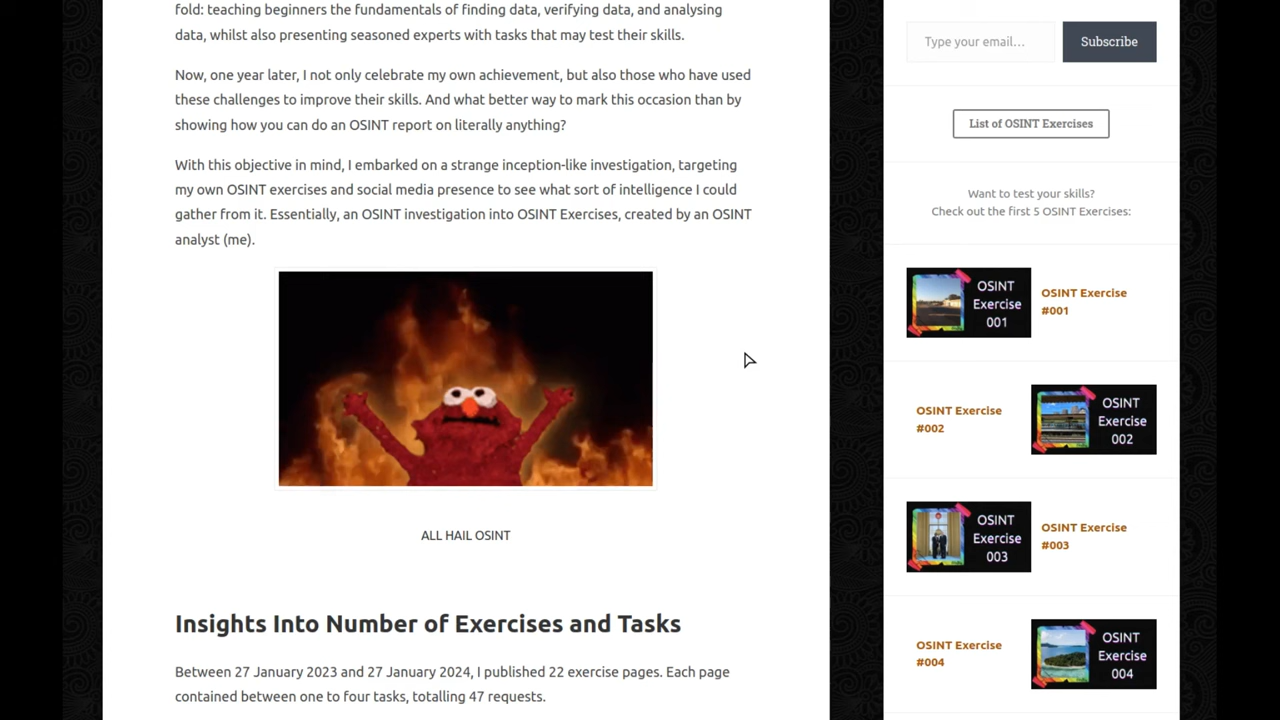 fold: teaching beginners the fundamentals of finding data, verifying data, and analysing
data, whilst also presenting seasoned experts with tasks that may test their skills.
Now, one year later, I not only celebrate my own achievement, but also those who have used
these challenges to improve their skills. And what better way to mark this occasion than by
showing how you can do an OSINT report on literally anything?
With this objective in mind, I embarked on a strange inception-like investigation, targeting
my own OSINT exercises and social media presence to see what sort of intelligence I could
gather from it. Essentially, an OSINT investigation into OSINT Exercises, created by an OSINT
analyst (me).
ALL HAIL OSINT
Insights Into Number of Exercises and Tasks
Between 27 January 2023 and 27 January 2024, I published 22 exercise pages. Each page
contained between one to four tasks, totalling 47 requests.
Type your email…
Subscribe
List of OSINT Exercises
Want to test your skills?
Check out the first 5 OSINT Exercises:
OSINT
Exercise
001
OSINT Exercise
#001
OSINT Exercise
#002
OSINT
Exercise
002
OSINT
Exercise
003
OSINT Exercise
#003
OSINT Exercise
#004
OSINT
Exercise
004